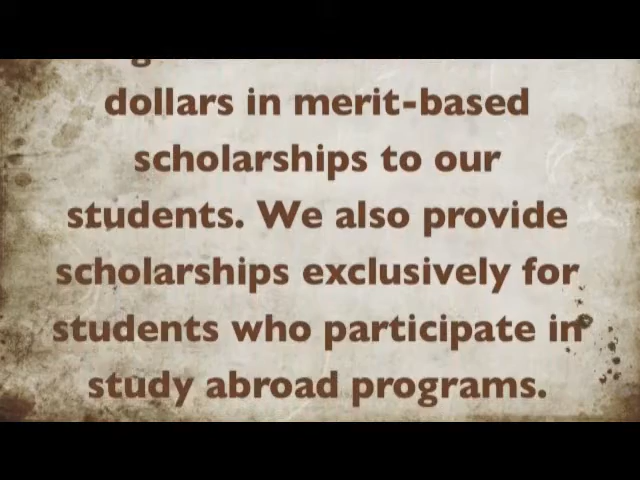 dollars in merit-based
scholarships to our
students. We also provide
scholarships exclusively for
students who participate in
study abroad programs.